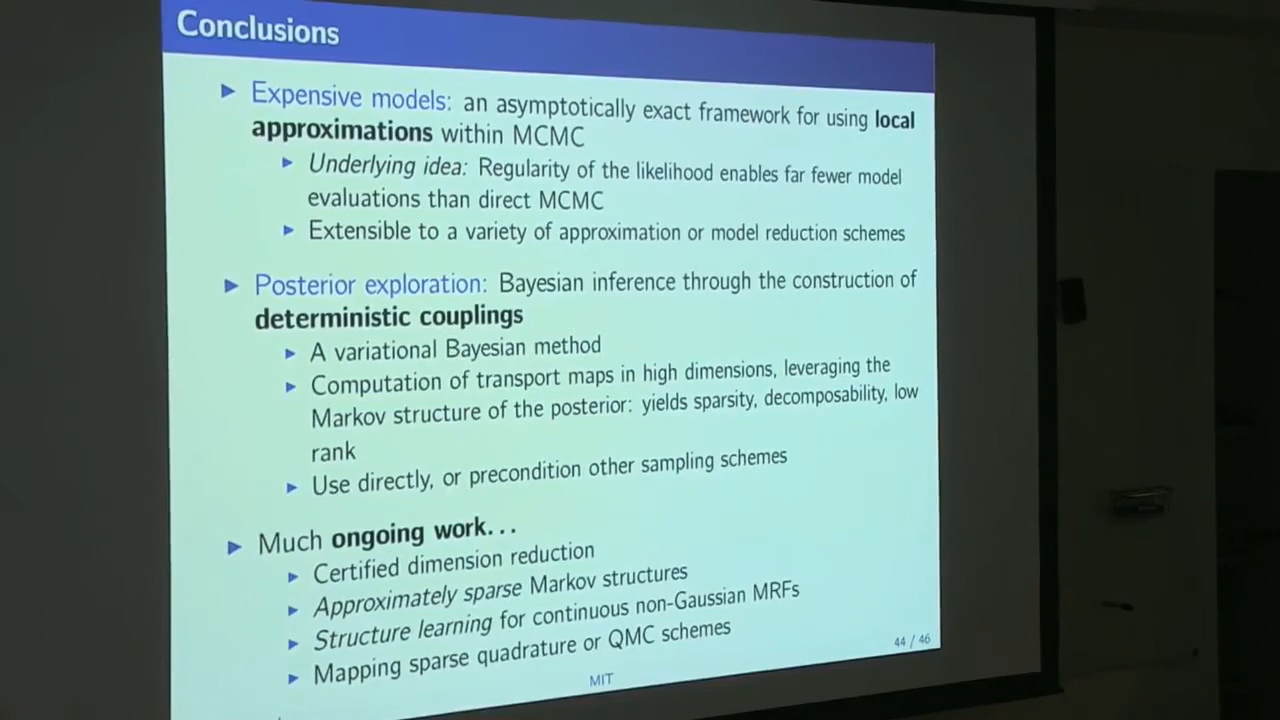 Conclusions
► Expensive models: an asymptotically exact framework for using local
approximations within MCMC
► Underlying idea: Regularity of the likelihood enables far fewer model
evaluations than direct MCMC
► Extensible to a variety of approximation or model reduction schemes
► Posterior exploration: Bayesian inference through the construction of
deterministic couplings
► A variational Bayesian method
► Computation of transport maps in high dimensions, leveraging the
Markov structure of the posterior: yields sparsity, decomposability, low
rank
► Use directly, or precondition other sampling schemes
► Much ongoing work...
► Certified dimension reduction
► Approximately sparse Markov structures
► Structure learning for continuous non-Gaussian MRFs
► Mapping sparse quadrature or QMC schemes
MIT
44 / 46